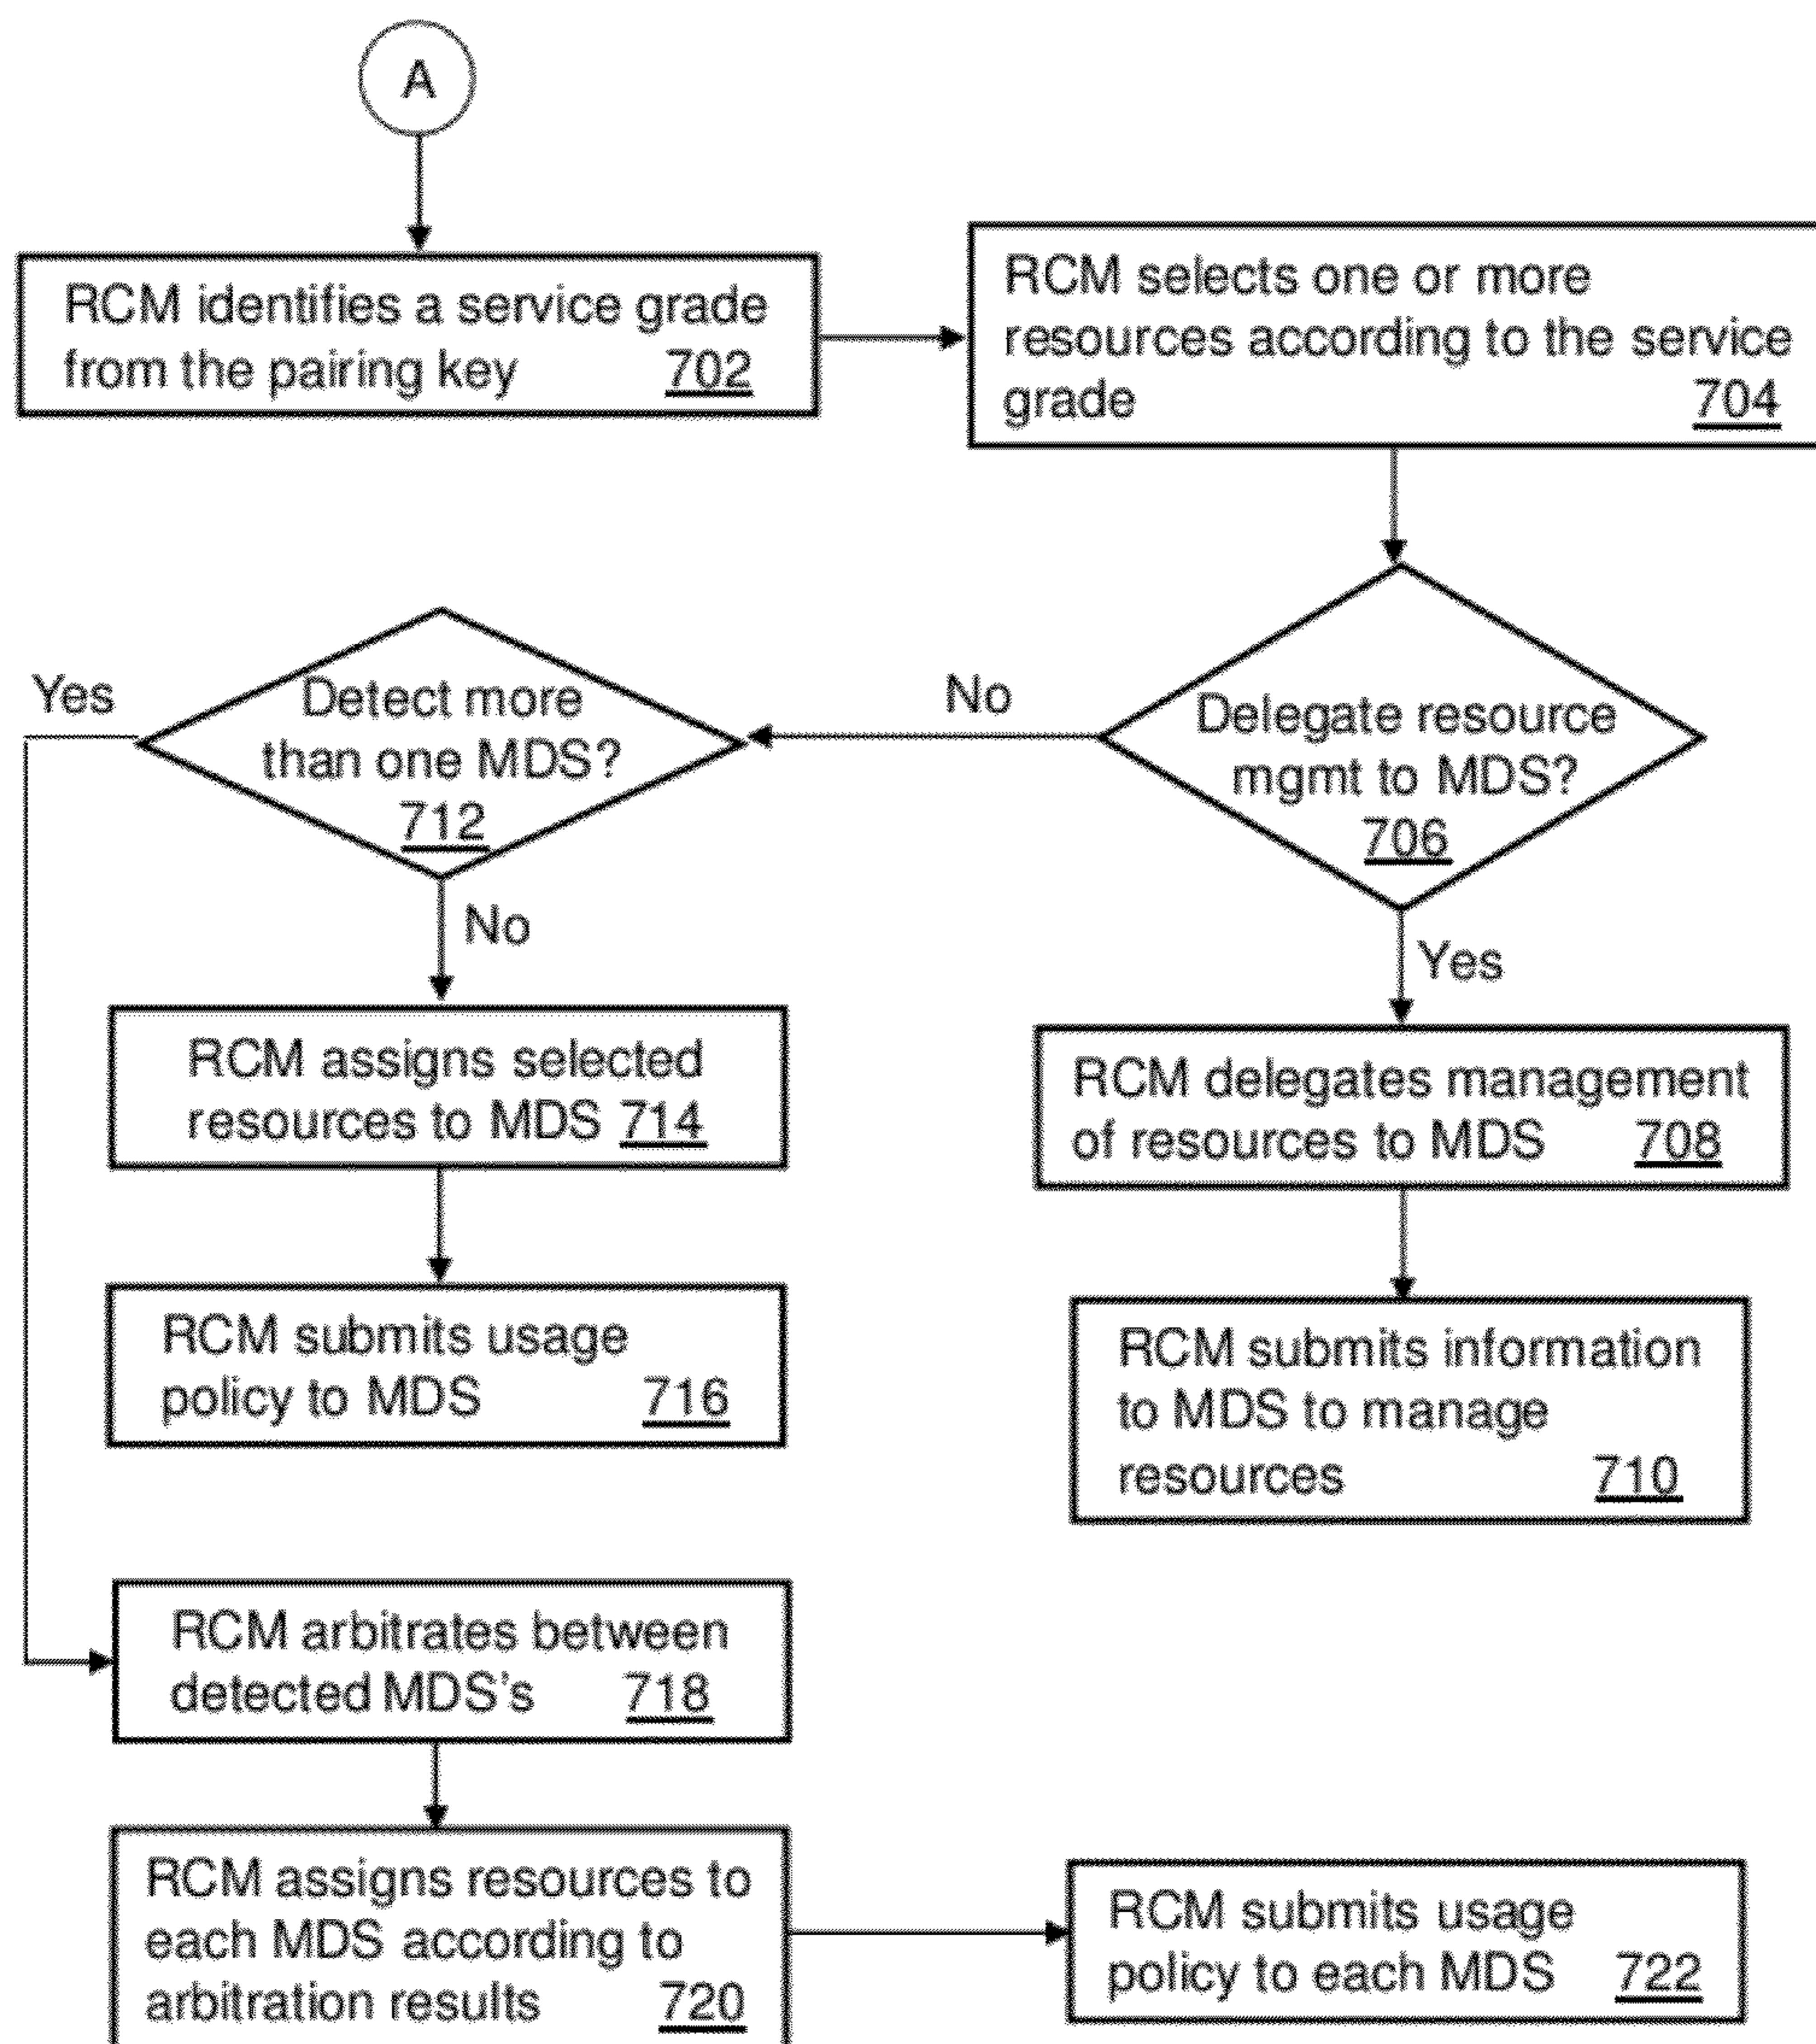 A
RCM identifies a service grade
from the pairing key 702
RCM selects one or more
resources according to the service
grade 704
Delegate resource
mgmt to MDS?
706
No
Yes
Detect more
than one MDS?
712
Yes
No
RCM delegates management
of resources to MDS 708
RCM submits information
to MDS to manage
resources 710
RCM assigns selected
resources to MDS 714
RCM submits usage
policy to MDS 716
RCM arbitrates between
detected MDS's 718
RCM assigns resources to
each MDS according to
arbitration results 720
RCM submits usage
policy to each MDS 722